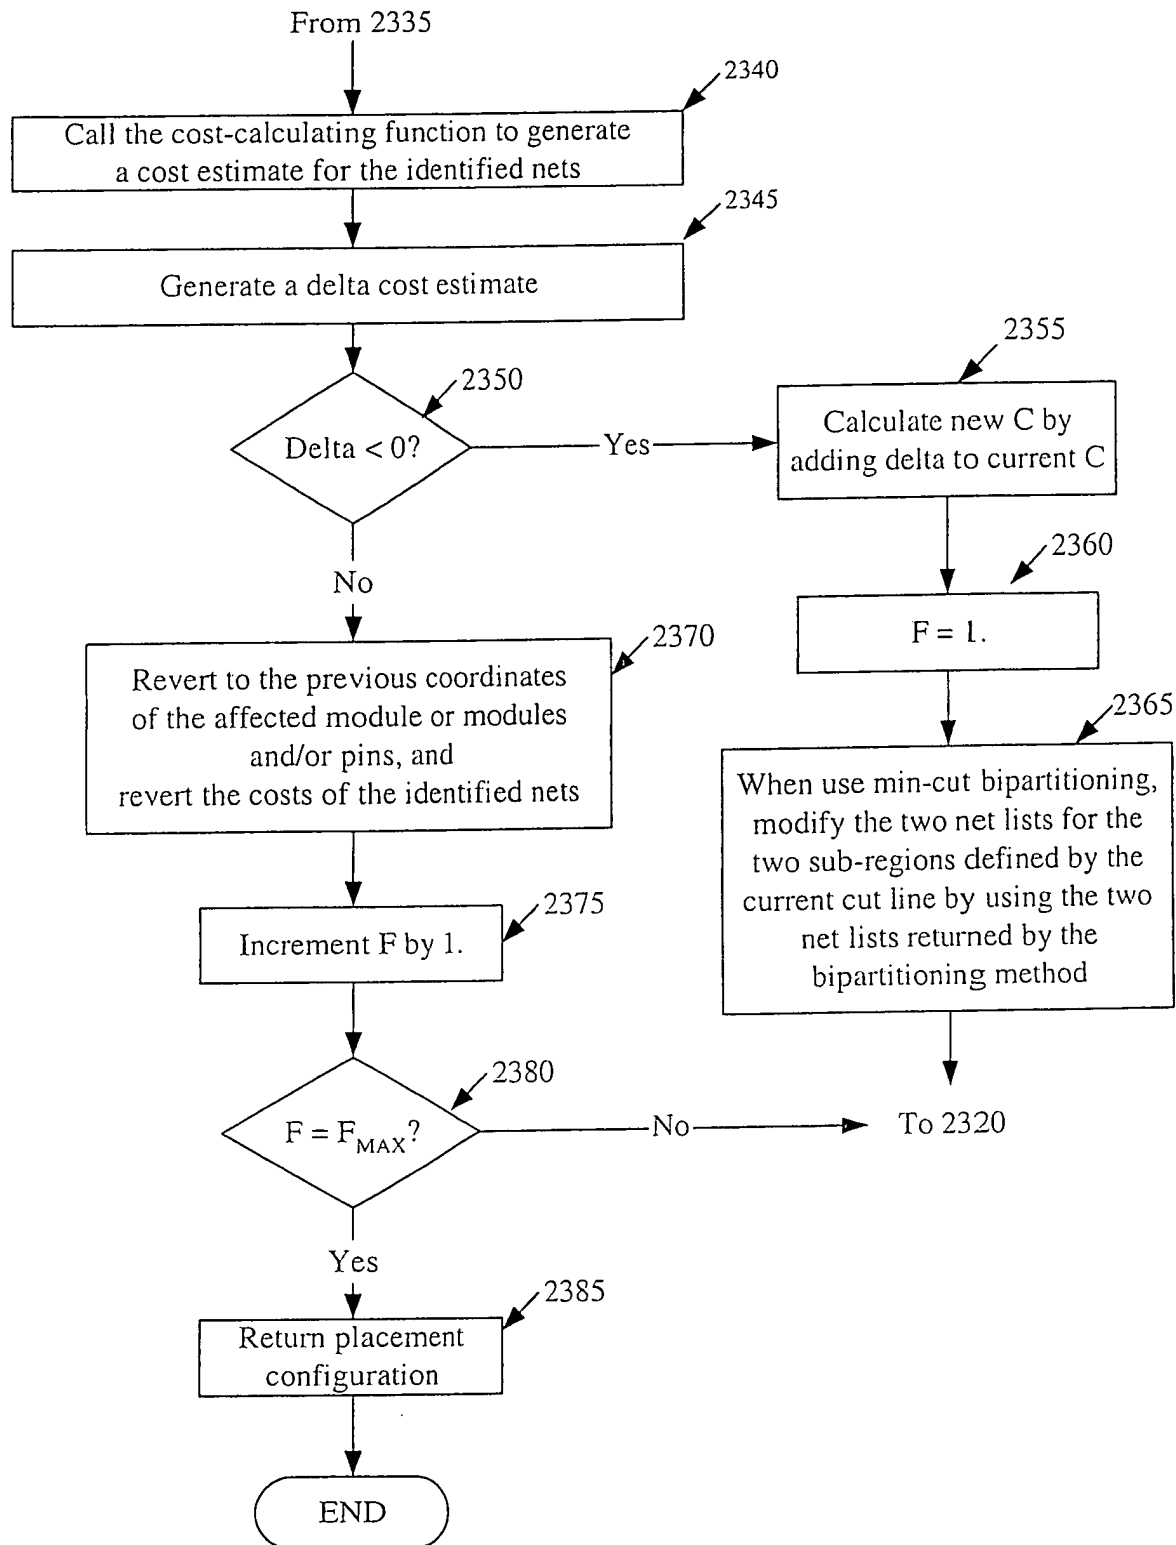 From 2335
2340
Call the cost-calculating function to generate
a cost estimate for the identified nets
2345
Generate a delta cost estimate
2350
Delta < 0?
Yes
2355
Calculate new C by
adding delta to current C
No
2360
F = 1.
2370
Revert to the previous coordinates
of the affected module or modules
and/or pins, and
revert the costs of the identified nets
2365
When use min-cut bipartitioning,
modify the two net lists for the
two sub-regions defined by the
current cut line by using the two
net lists returned by the
bipartitioning method
2375
Increment F by 1.
2380
F = F_MAX?
No
To 2320
Yes
2385
Return placement
configuration
END